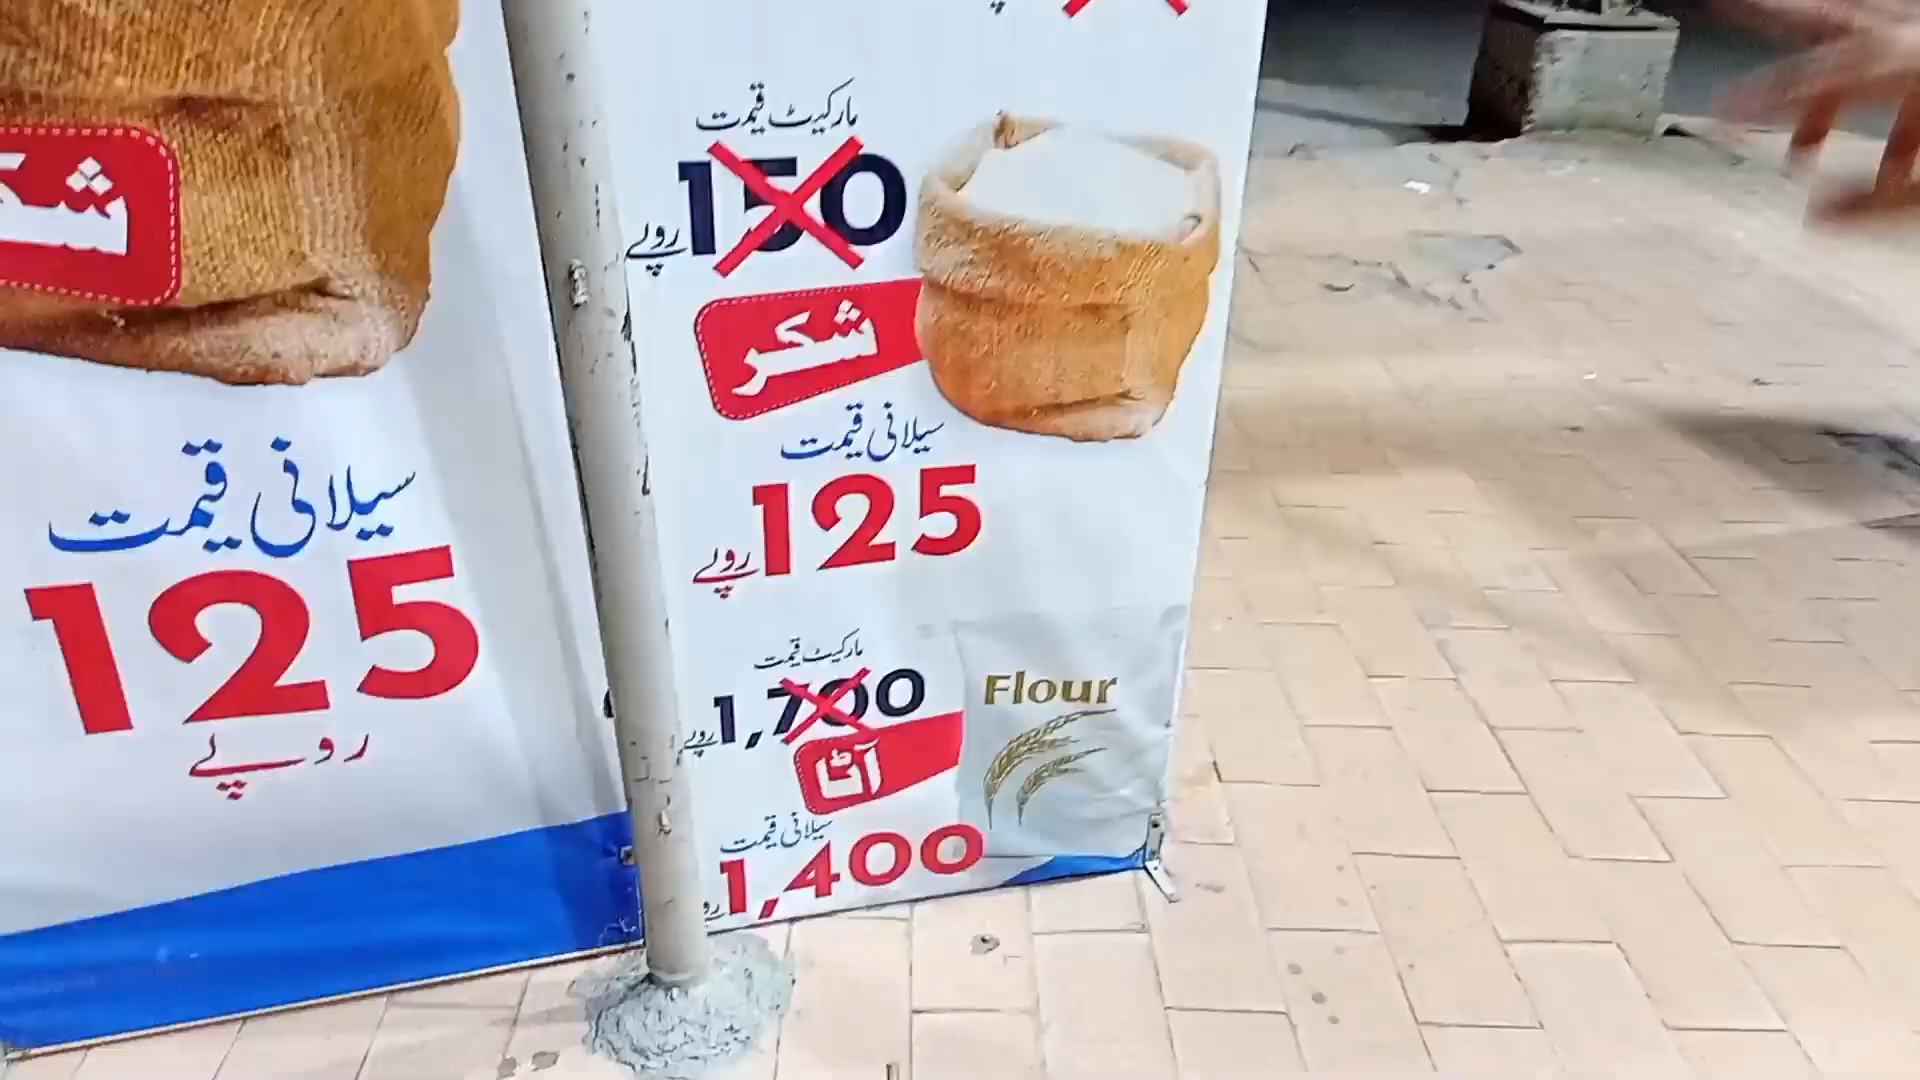 سیلانی قیمت
125
روپے
مارکیٹ قیمت
150 روپے
شکر
سیلانی قیمت
125 روپے
مارکیٹ قیمت
1,700 روپے
آٹا
Flour
سیلانی قیمت
1,400